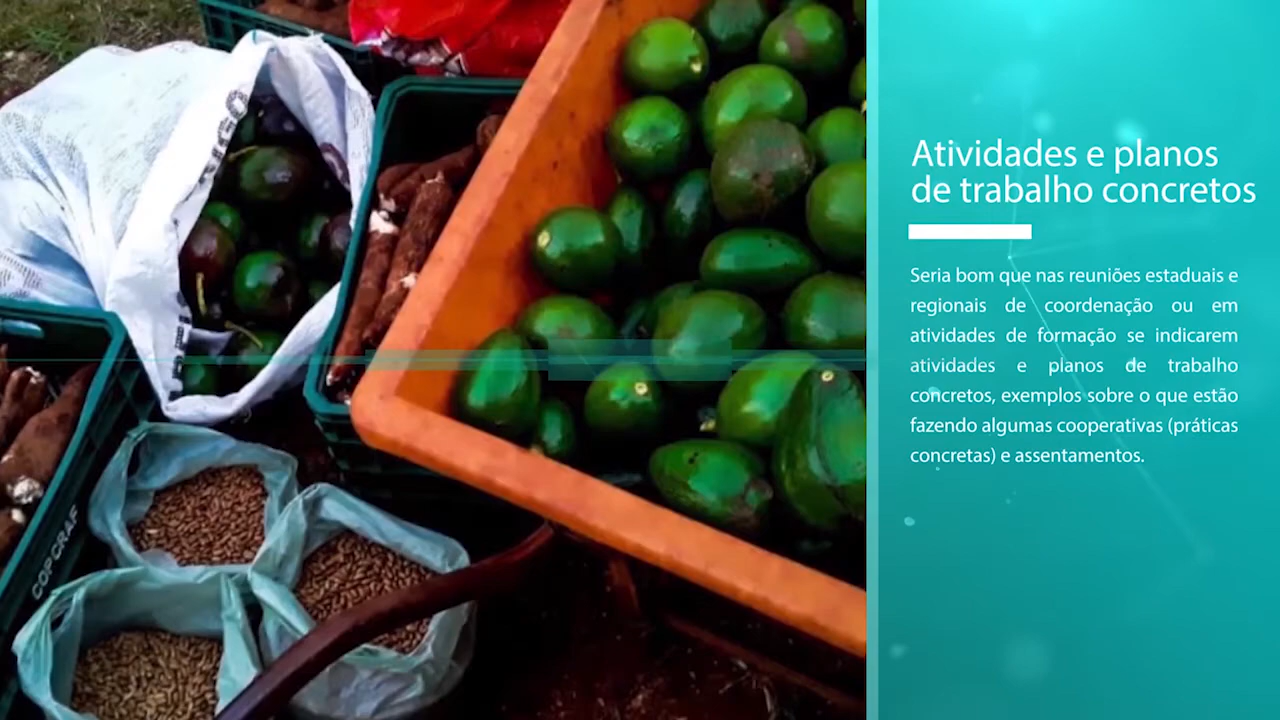 Atividades e planos
de trabalho concretos
Seria bom que nas reuniões estaduais e
regionais de coordenação ou em
atividades de formação se indicarem
atividades e planos de trabalho
concretos, exemplos sobre o que estão
fazendo algumas cooperativas (práticas
concretas) e assentamentos.
COPCRAF